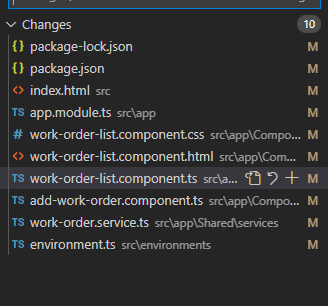 Changes 10
{} package-lock.json M
{} package.json M
<> index.html src M
TS app.module.ts src\app M
# work-order-list.component.css src\app\Compo... M
<> work-order-list.component.html src\app\Com... M
TS work-order-list.component.ts src\a... M
TS add-work-order.component.ts src\app\Compo... M
TS work-order.service.ts src\app\Shared\services M
TS environment.ts src\environments M